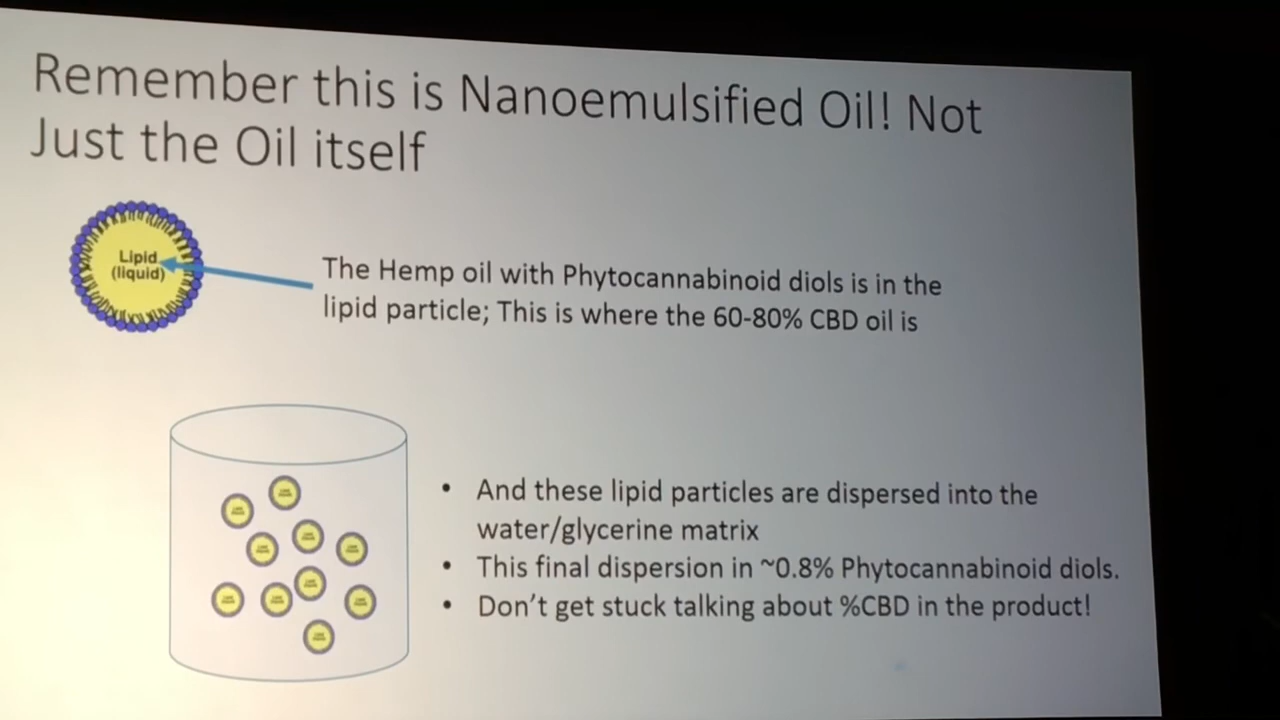 Remember this is Nanoemulsified Oil! Not
Just the Oil itself
Lipid
(liquid)
The Hemp oil with Phytocannabinoid diols is in the
lipid particle; This is where the 60-80% CBD oil is
• And these lipid particles are dispersed into the
water/glycerine matrix
• This final dispersion in ~0.8% Phytocannabinoid diols.
• Don't get stuck talking about %CBD in the product!